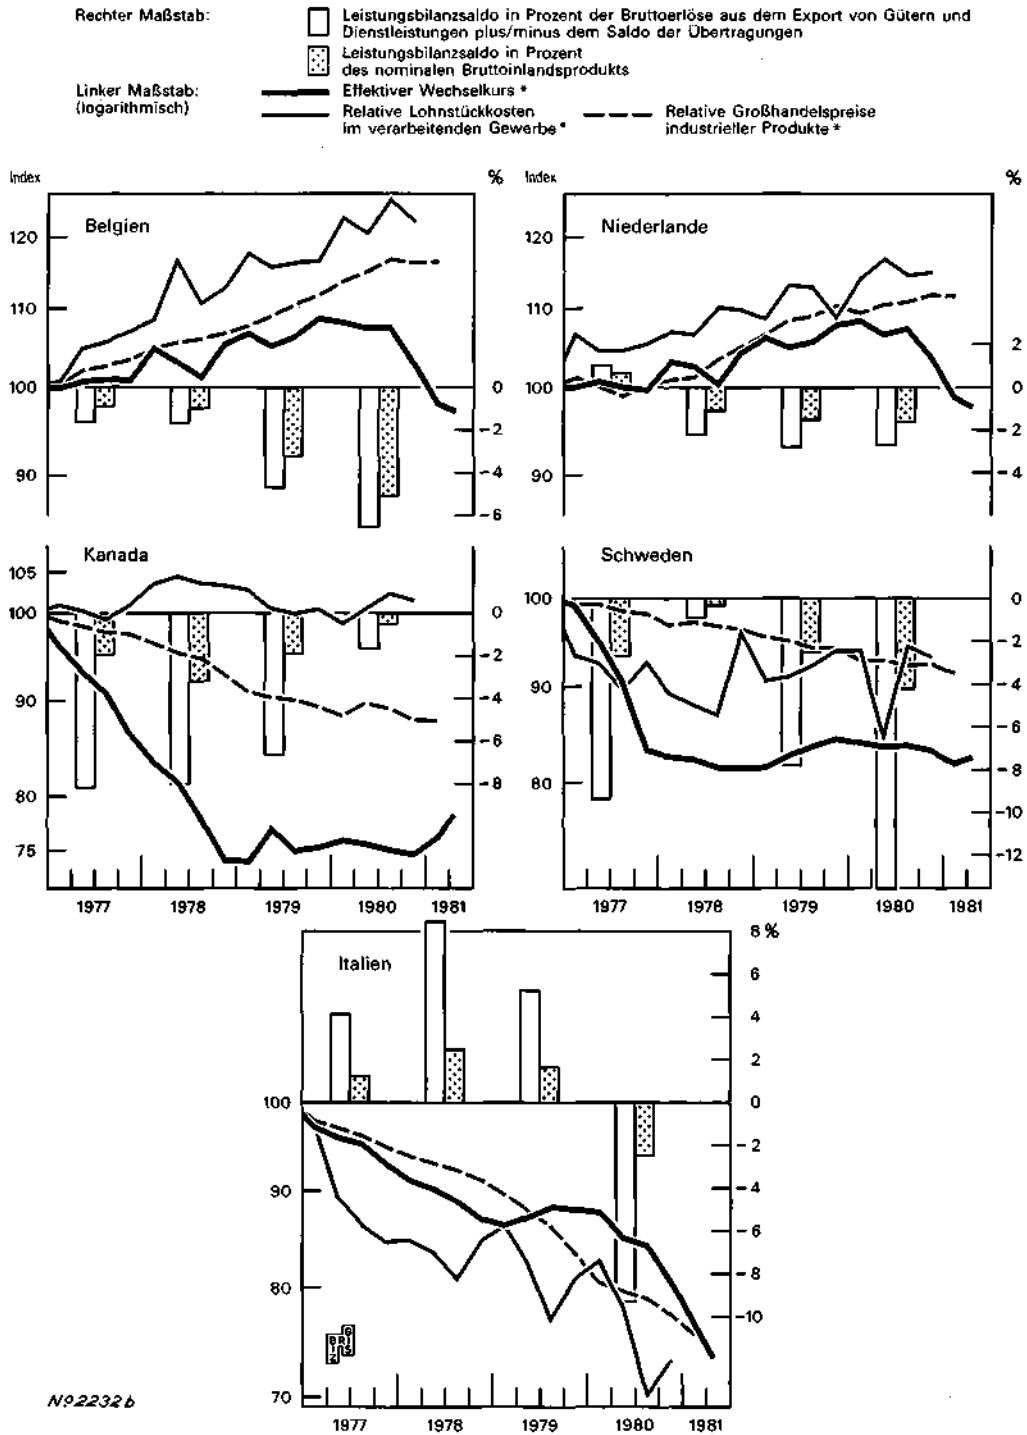 Rechter Maßstab:
Leistungsbilanzsaldo in Prozent der Bruttoerlöse aus dem Export von Gütern und
Dienstleistungen plus/minus dem Saldo der Übertragungen
Leistungsbilanzsaldo in Prozent
des nominalen Bruttoinlandsprodukts
Linker Maßstab:
(logarithmisch)
Effektiver Wechselkurs *
Relative Lohnstückkosten
im verarbeitenden Gewerbe *
Relative Großhandelspreise
industrieller Produkte *
Index
%
Index
%
Belgien
120
110
100
90
0
-2
-4
-6
Niederlande
120
110
100
90
2
0
-2
-4
Kanada
105
100
90
80
75
0
-2
-4
-6
-8
1977 1978 1979 1980 1981
Schweden
100
90
80
0
-2
-4
-6
-8
-10
-12
1977 1978 1979 1980 1981
Italien
100
90
80
70
8 %
6
4
2
0
-2
-4
-6
-8
-10
1977 1978 1979 1980 1981
Nº 2232b